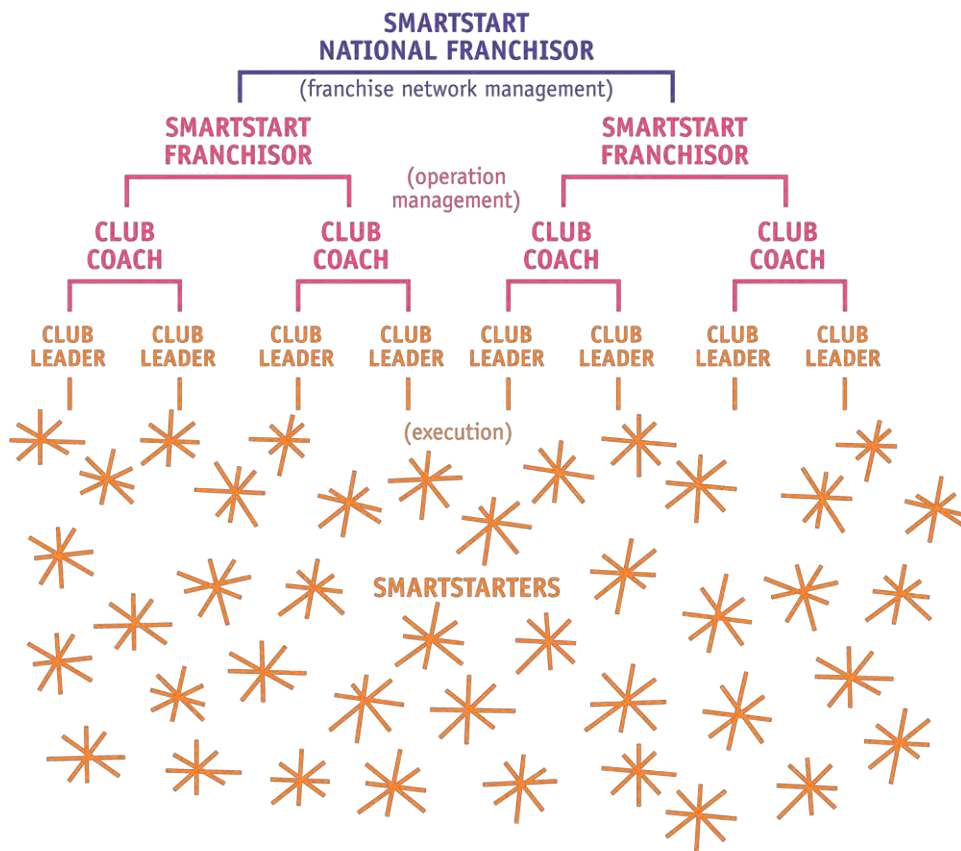 SMARTSTART
NATIONAL FRANCHISOR
(franchise network management)
SMARTSTART
FRANCHISOR
SMARTSTART
FRANCHISOR
(operation
management)
CLUB
COACH
CLUB
COACH
CLUB
COACH
CLUB
COACH
CLUB
LEADER
CLUB
LEADER
CLUB
LEADER
CLUB
LEADER
CLUB
LEADER
CLUB
LEADER
CLUB
LEADER
CLUB
LEADER
(execution)
SMARTSTARTERS